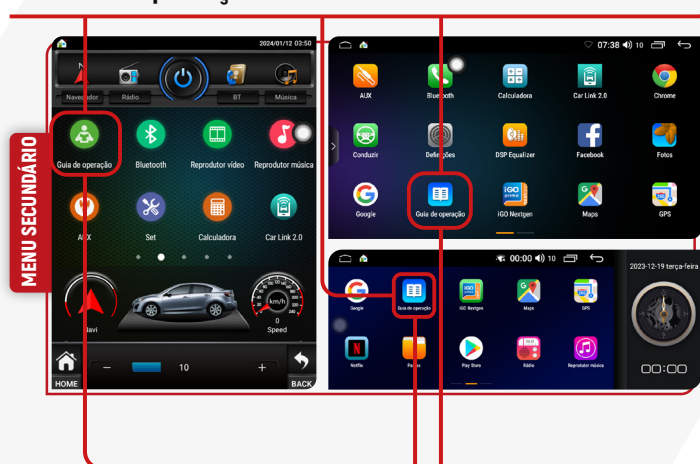 MENU SECUNDÁRIO
2024/01/12 03:50
N
Navegador
Rádio
BT
Música
Guia de operação
Bluetooth
Reprodutor vídeo
Reprodutor música
AUX
Set
Calculadora
Car Link 2.0
Navi
km/h
0
Speed
HOME
–
10
+
BACK
07:38
10
AUX
Bluetooth
Calculadora
Car Link 2.0
Chrome
Conduzir
Definições
DSP Equalizer
Facebook
Fotos
iGO
primo
Google
Guia de operação
iGO Nextgen
Maps
GPS
00:00
10
2023-12-19 terça-feira
Google
Guia de operação
iGO Nextgen
Maps
GPS
Netflix
Play Store
Rádio
Reprodutor música
00:00